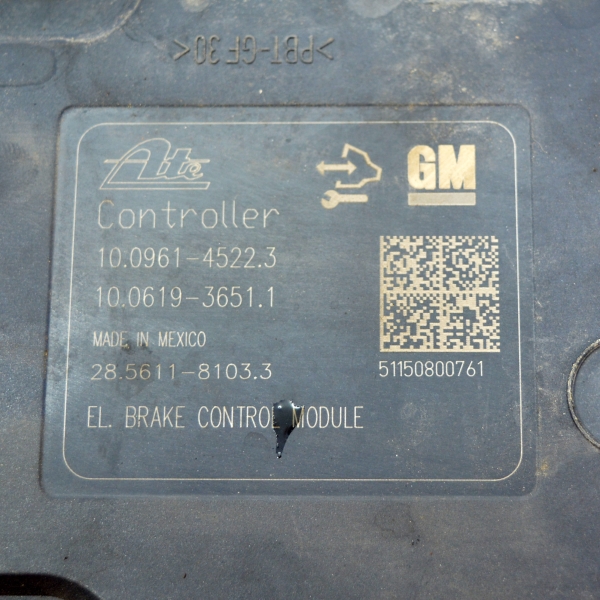 >PBT-GF30<
Ate
GM
Controller
10.0961-4522.3
10.0619-3651.1
MADE IN MEXICO
28.5611-8103.3
51150800761
EL. BRAKE CONTROL MODULE